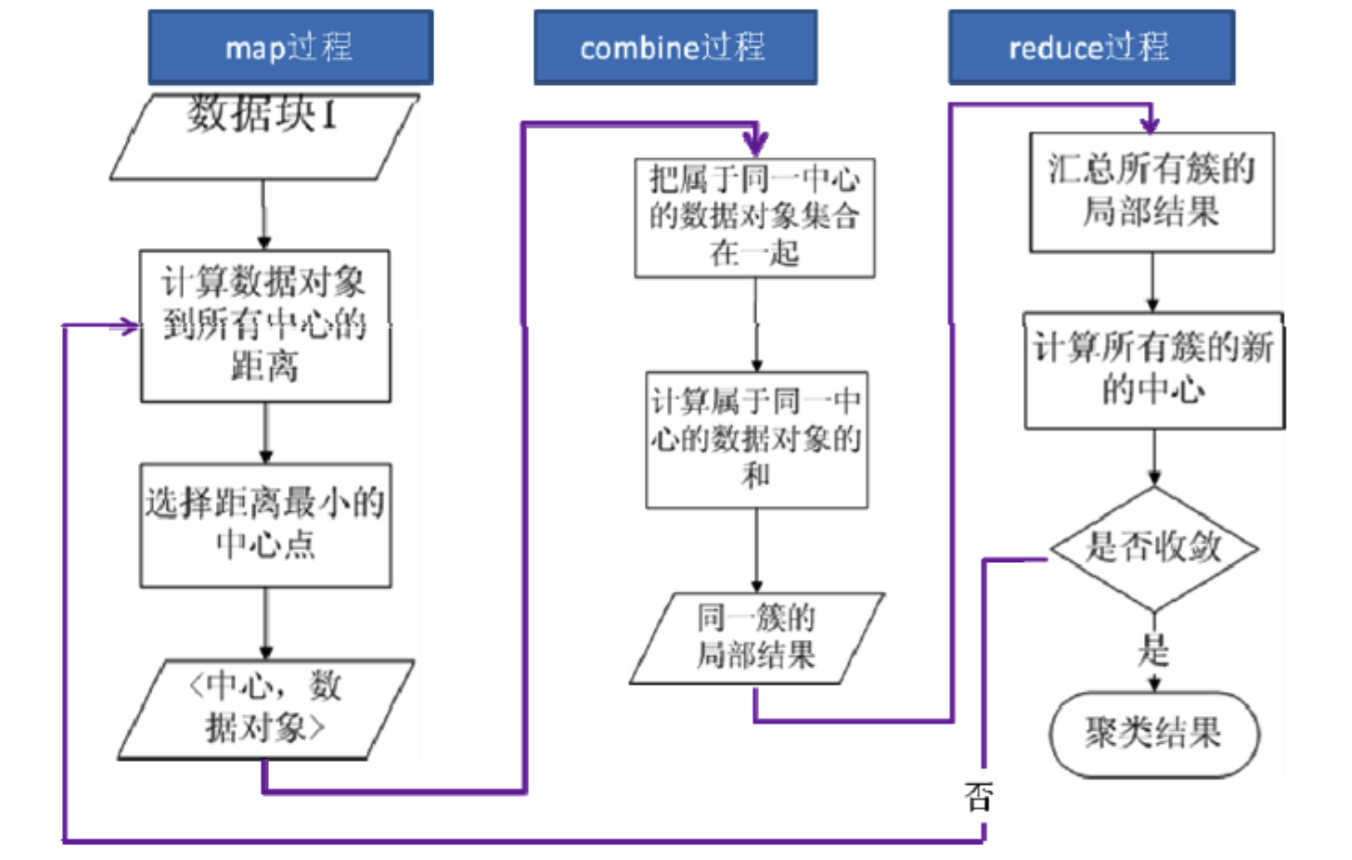 map过程
数据块1
计算数据对象
到所有中心的
距离
选择距离最小的
中心点
<中心，数
据对象>
combine过程
把属于同一中心
的数据对象集合
在一起
计算属于同一中
心的数据对象的
和
同一簇的
局部结果
reduce过程
汇总所有簇的
局部结果
计算所有簇的新
的中心
是否收敛
是
聚类结果
否